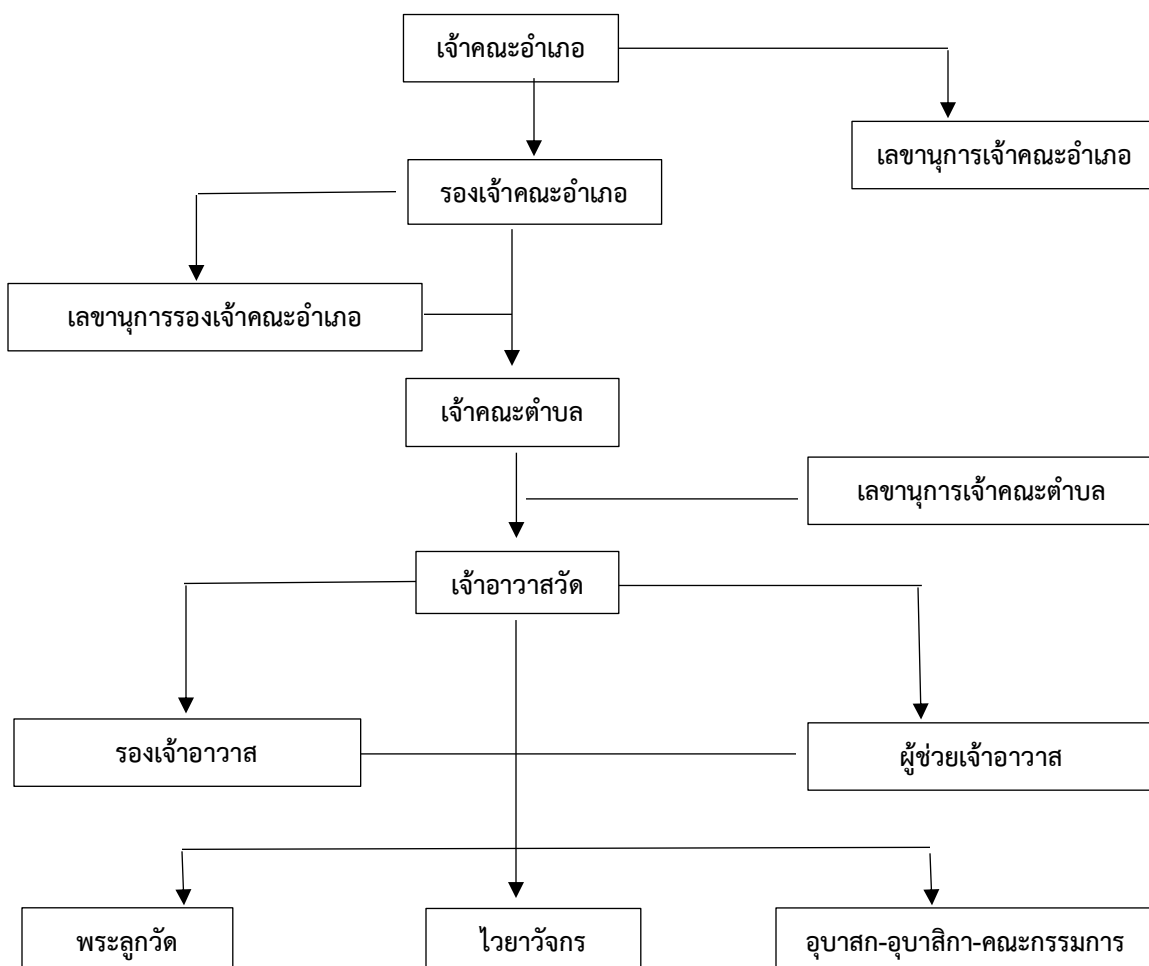 เจ้าคณะอำเภอ
เลขานุการเจ้าคณะอำเภอ
รองเจ้าคณะอำเภอ
เลขานุการรองเจ้าคณะอำเภอ
เจ้าคณะตำบล
เลขานุการเจ้าคณะตำบล
เจ้าอาวาสวัด
รองเจ้าอาวาส
ผู้ช่วยเจ้าอาวาส
พระลูกวัด
ไวยาวัจกร
อุบาสก-อุบาสิกา-คณะกรรมการ